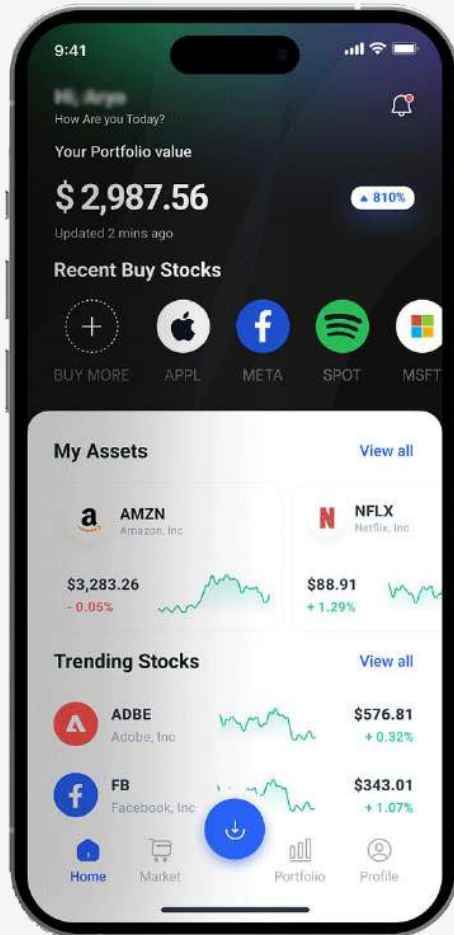 9:41
How Are you Today?
Your Portfolio value
$ 2,987.56
▲ 810%
Updated 2 mins ago
Recent Buy Stocks
BUY MORE APPL META SPOT MSFT
My Assets View all
AMZN
Amazon, Inc
$3,283.26
- 0.05%
NFLX
Netflix, Inc
$88.91
+ 1.29%
Trending Stocks View all
ADBE $576.81
Adobe, Inc + 0.32%
FB $343.01
Facebook, Inc + 1.07%
Home Market Portfolio Profile